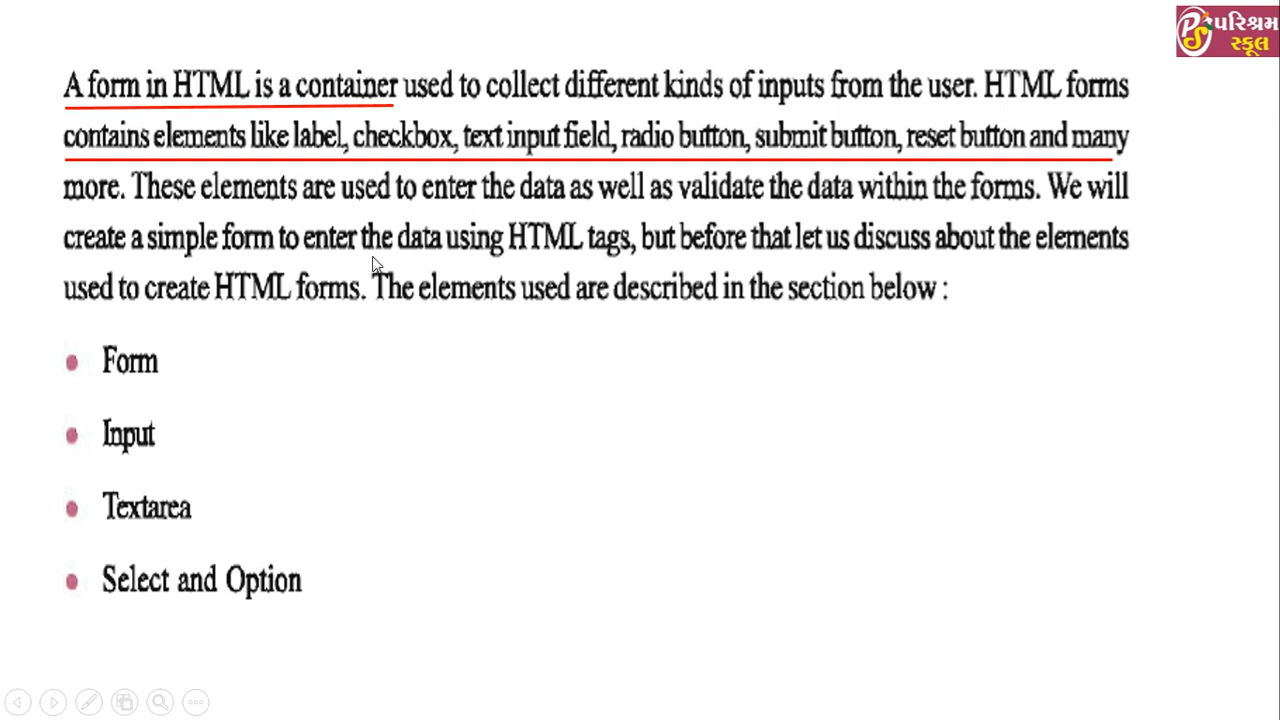 PS પરિશ્રમ
સ્કૂલ
A form in HTML is a container used to collect different kinds of inputs from the user. HTML forms
contains elements like label, checkbox, text input field, radio button, submit button, reset button and many
more. These elements are used to enter the data as well as validate the data within the forms. We will
create a simple form to enter the data using HTML tags, but before that let us discuss about the elements
used to create HTML forms. The elements used are described in the section below :
Form
Input
Textarea
Select and Option